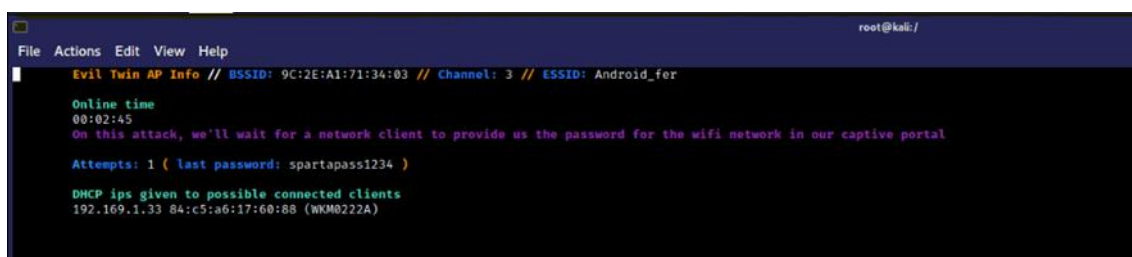 root@kali:/
File Actions Edit View Help
Evil Twin AP Info // BSSID: 9C:2E:A1:71:34:03 // Channel: 3 // ESSID: Android_fer
Online time
00:02:45
On this attack, we'll wait for a network client to provide us the password for the wifi network in our captive portal
Attempts: 1 ( last password: spartapass1234 )
DHCP ips given to possible connected clients
192.169.1.33 84:c5:a6:17:60:88 (WKM0222A)